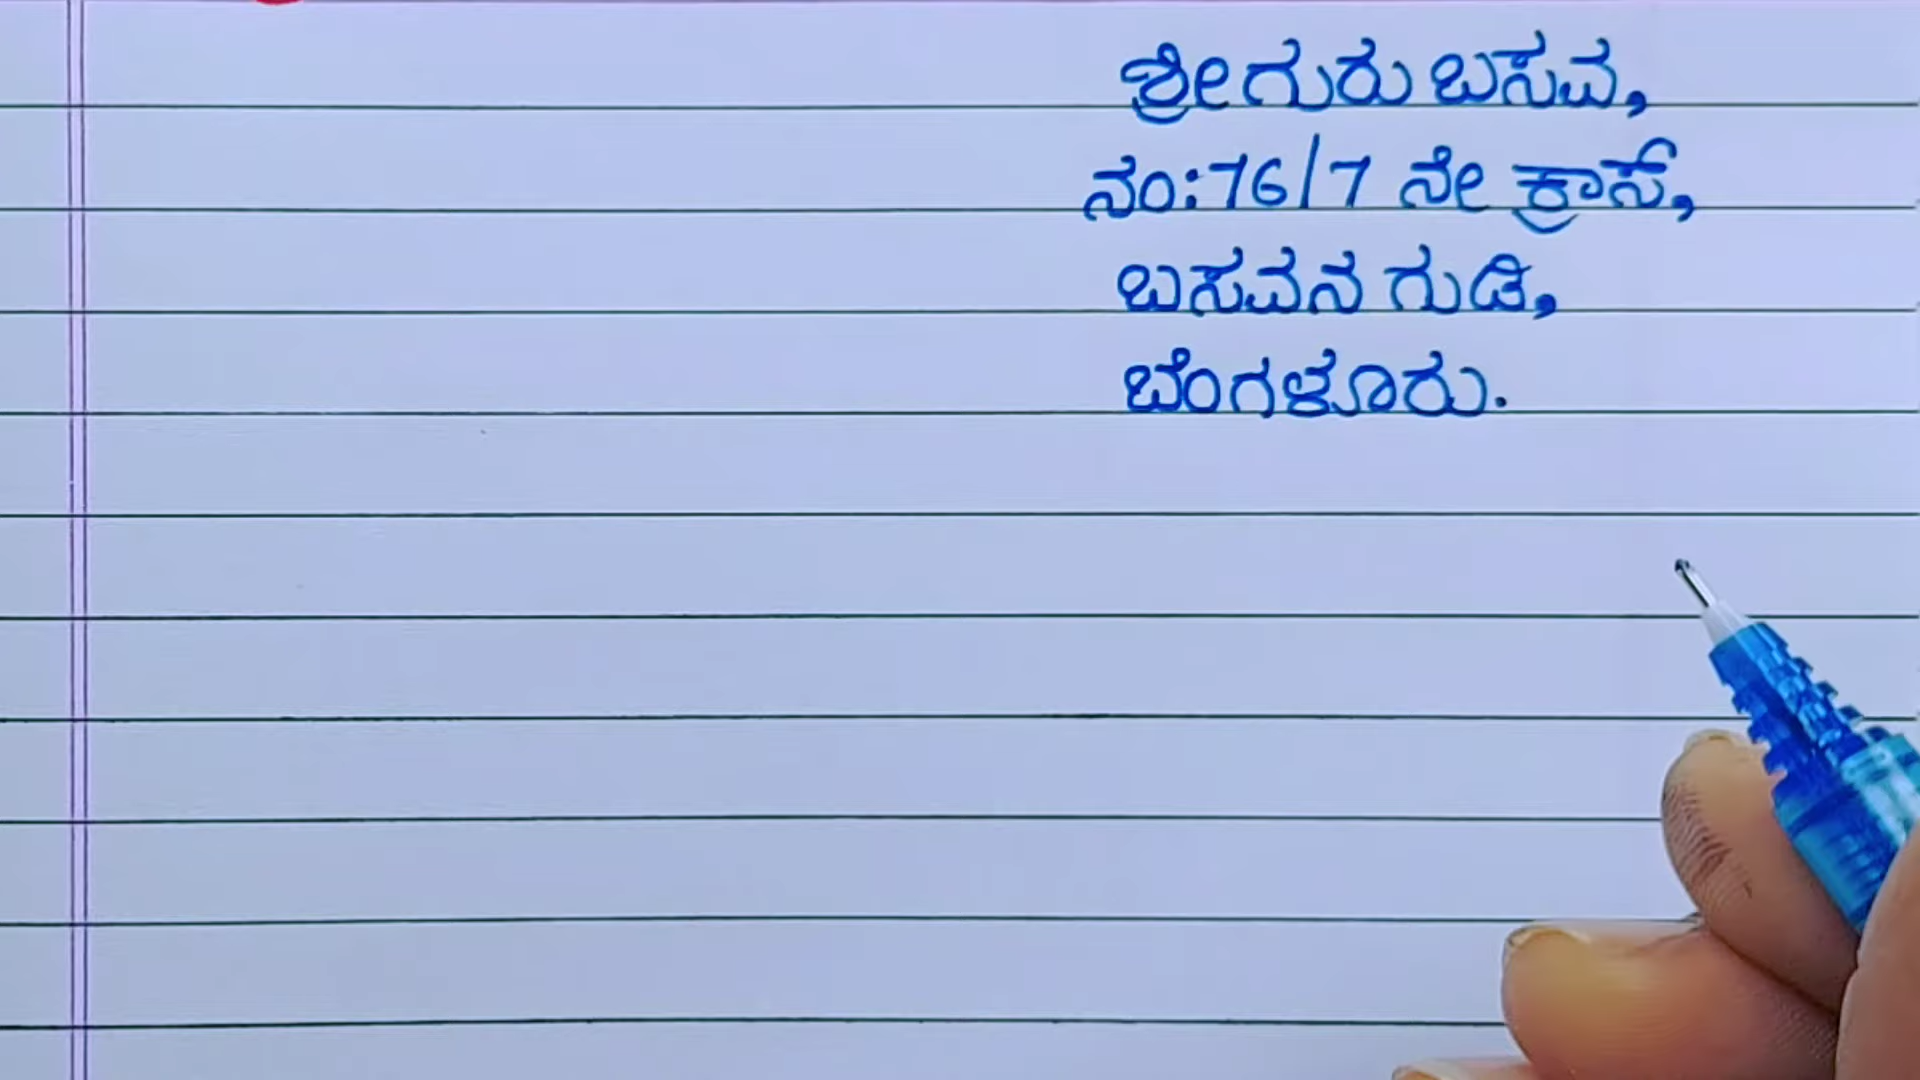 ಶ್ರೀ ಗುರು ಬಸವ,
ನಂ:76/7 ನೇ ಕ್ರಾಸ್,
ಬಸವನ ಗುಡಿ,
ಬೆಂಗಳೂರು.